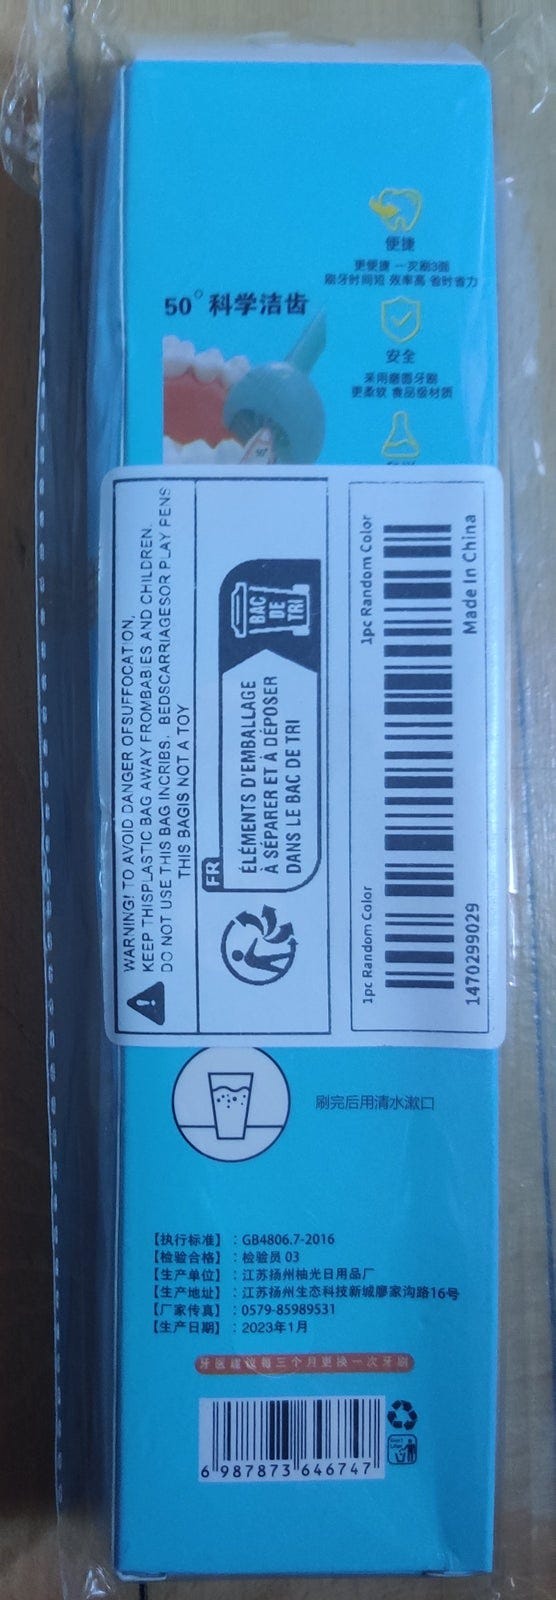 便捷
更便捷 一次刷3面
刷牙时间短 效率高 省时省力
50°科学洁齿
安全
采用磨圆牙刷
更柔软 食品级材质
WARNING! TO AVOID DANGER OFSUFFOCATION,
KEEP THISPLASTIC BAG AWAY FROMBABIES AND CHILDREN.
DO NOT USE THIS BAG INCRIBS, BEDSCARRIAGESOR PLAY PENS
THIS BAGIS NOT A TOY
FR
ÉLÉMENTS D'EMBALLAGE
À SÉPARER ET À DÉPOSER
DANS LE BAC DE TRI
BAC
DE
TRI
1pc Random Color
1pc Random Color
1470299029
Made In China
刷完后用清水漱口
【执行标准】:GB4806.7-2016
【检验合格】:检验员 03
【生产单位】:江苏扬州柚光日用品厂
【生产地址】:江苏扬州生态科技新城廖家沟路16号
【厂家传真】:0579-85989531
【生产日期】:2023年1月
牙医建议每三个月更换一次牙刷
6 987873 646747